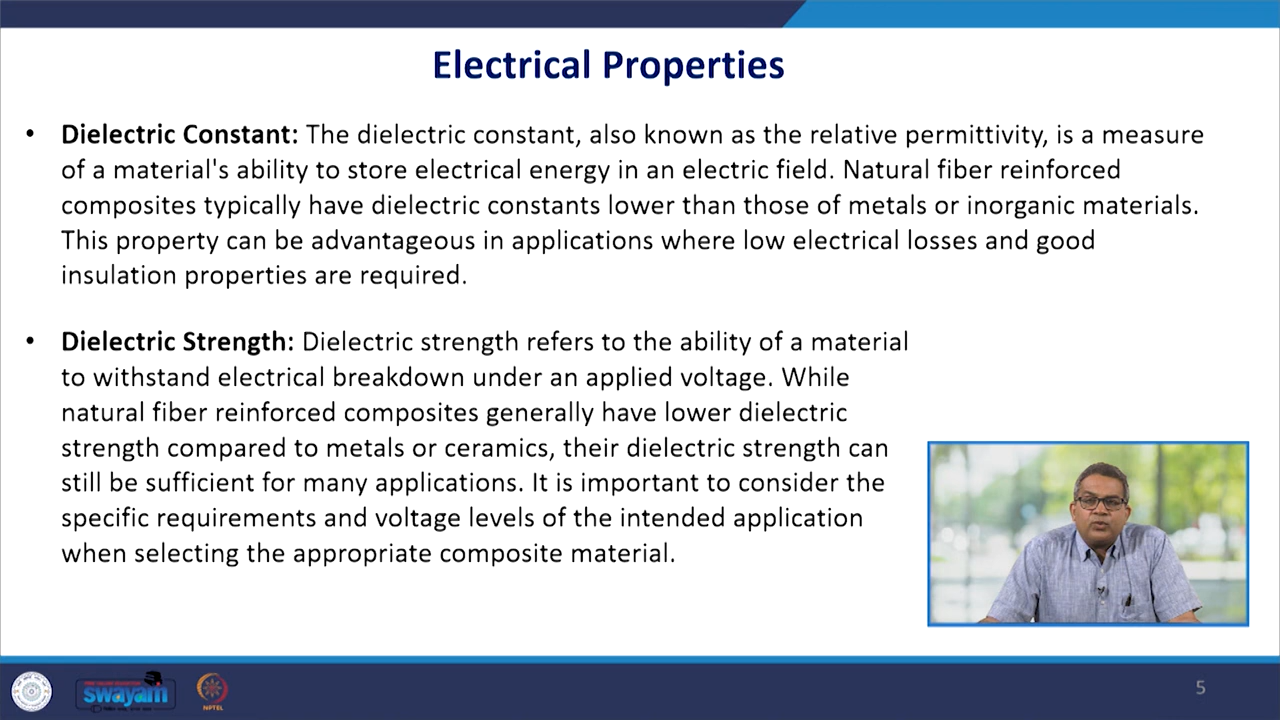 Electrical Properties
• Dielectric Constant: The dielectric constant, also known as the relative permittivity, is a measure
of a material's ability to store electrical energy in an electric field. Natural fiber reinforced
composites typically have dielectric constants lower than those of metals or inorganic materials.
This property can be advantageous in applications where low electrical losses and good
insulation properties are required.
• Dielectric Strength: Dielectric strength refers to the ability of a material
to withstand electrical breakdown under an applied voltage. While
natural fiber reinforced composites generally have lower dielectric
strength compared to metals or ceramics, their dielectric strength can
still be sufficient for many applications. It is important to consider the
specific requirements and voltage levels of the intended application
when selecting the appropriate composite material.
swayam
NPTEL
5